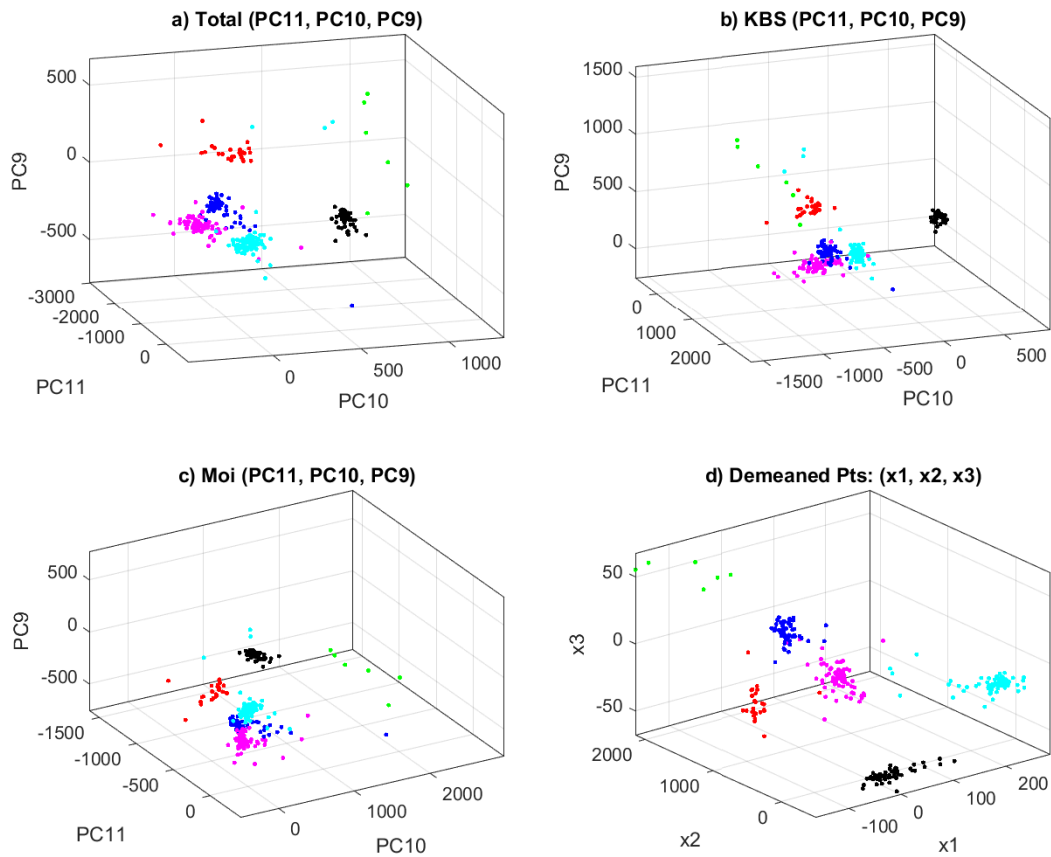 a) Total (PC11, PC10, PC9)
500
0
-500
PC9
-3000
-2000
-1000
0
PC11
0
500
1000
PC10
b) KBS (PC11, PC10, PC9)
1500
1000
500
0
PC9
0
1000
2000
PC11
-1500
-1000
-500
0
500
PC10
c) Moi (PC11, PC10, PC9)
500
0
-500
PC9
-1500
-1000
-500
0
PC11
0
1000
2000
PC10
d) Demeaned Pts: (x1, x2, x3)
50
0
-50
x3
2000
1000
0
x2
-100
0
100
200
x1